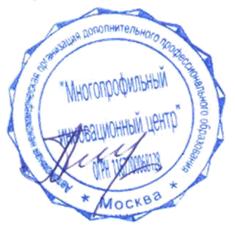 Автономная некоммерческая организация дополнительного профессионального образования
"Многопрофильный
инновационный центр"
ОГРН
* Москва *